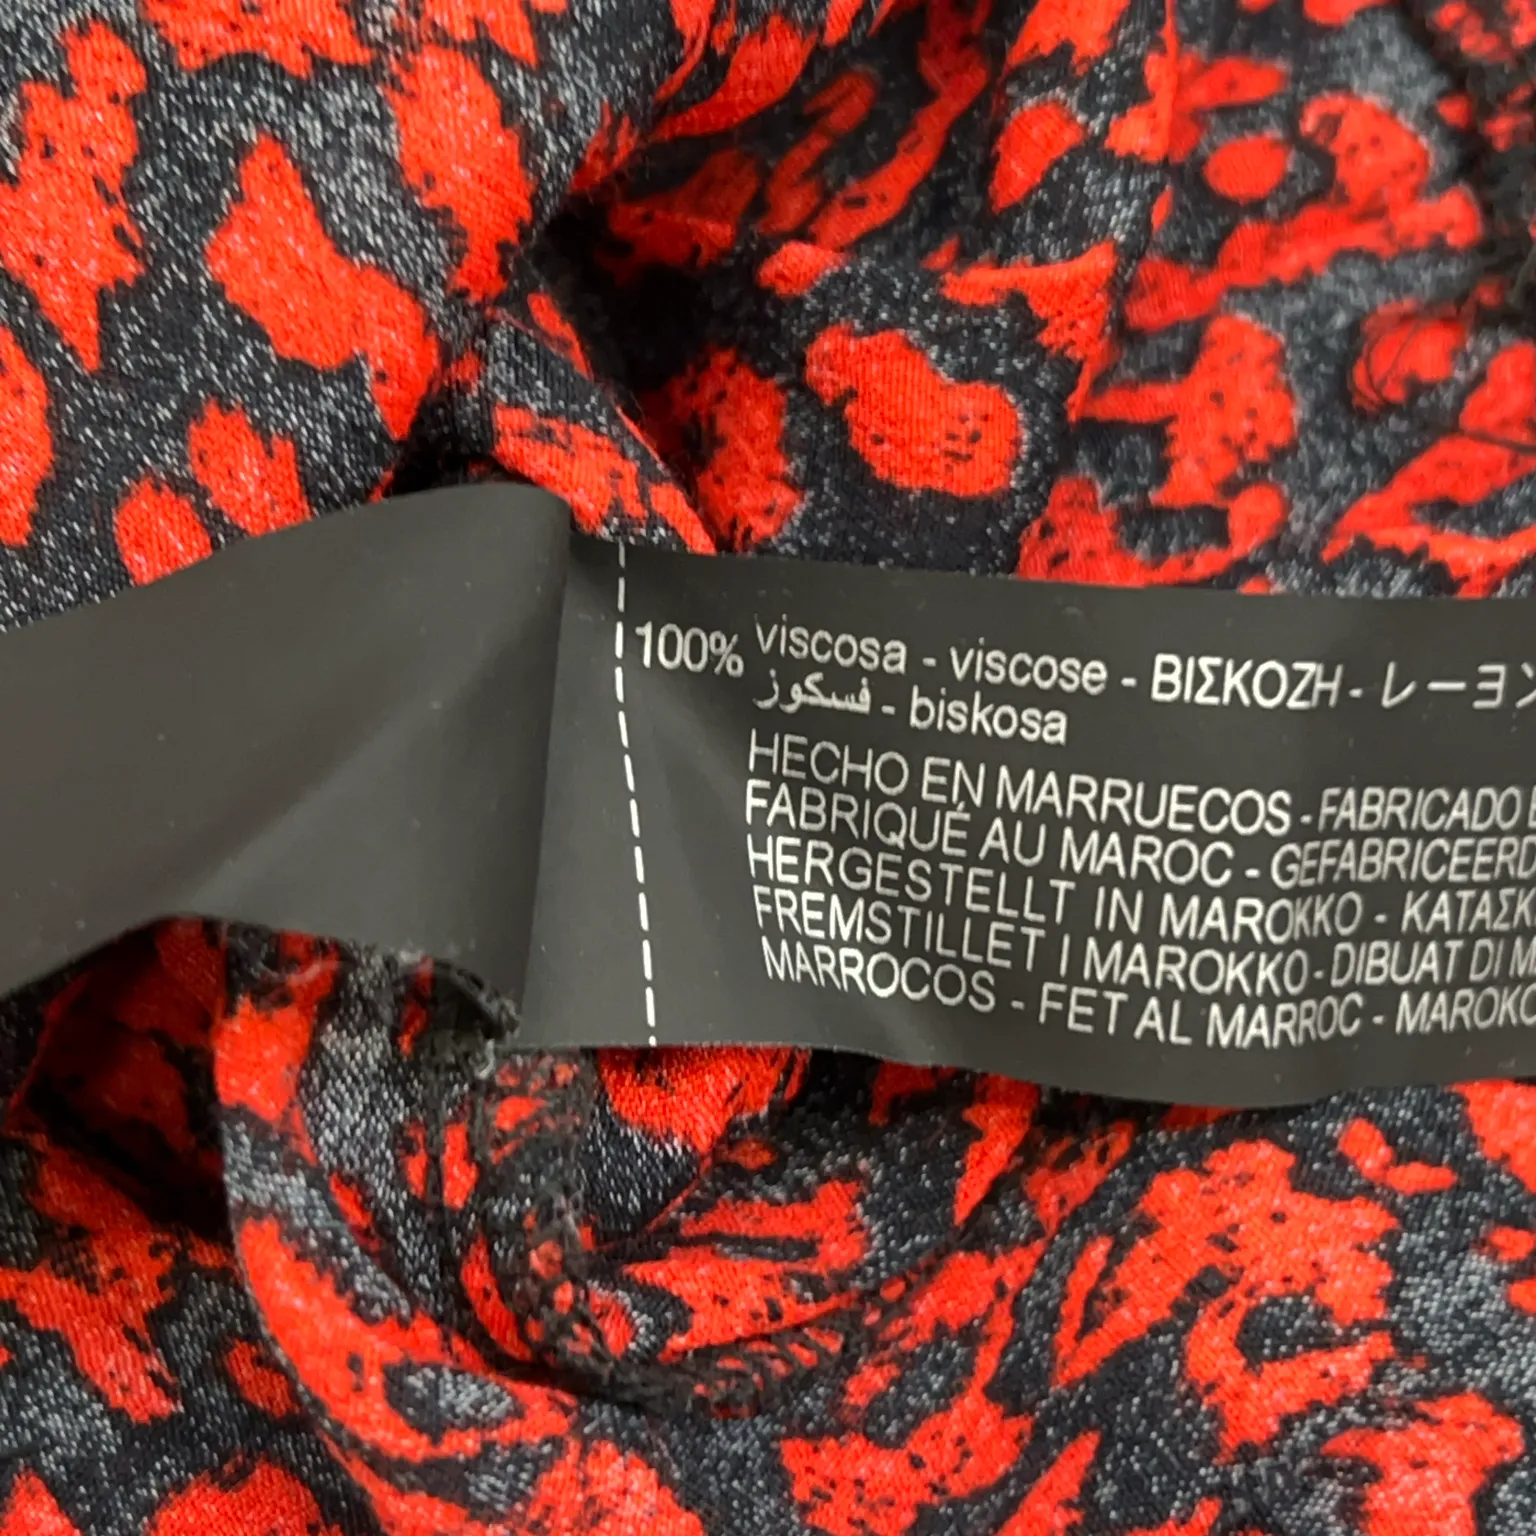 100% viscosa - viscose - ΒΙΣΚΟΖΗ - レーヨン
فسكوز - biskosa
HECHO EN MARRUECOS - FABRICADO
FABRIQUÉ AU MAROC - GEFABRICEERD
HERGESTELLT IN MAROKKO -
FREMSTILLET I MAROKKO - DIBUAT DI
MARROCOS - FET AL MARROC -